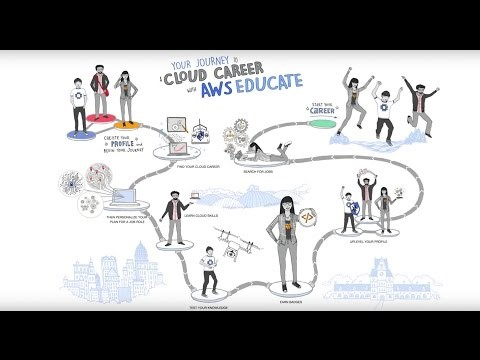 YOUR JOURNEY to
a CLOUD CAREER
with AWS EDUCATE
START YOUR
CAREER
CREATE YOUR
PROFILE and
BEGIN YOUR JOURNEY
FIND YOUR CLOUD CAREER
SEARCH FOR JOBS
THEN PERSONALIZE YOUR
PLAN FOR A JOB ROLE
LEARN CLOUD SKILLS
UPLEVEL YOUR PROFILE
TEST YOUR KNOWLEDGE
EARN BADGES